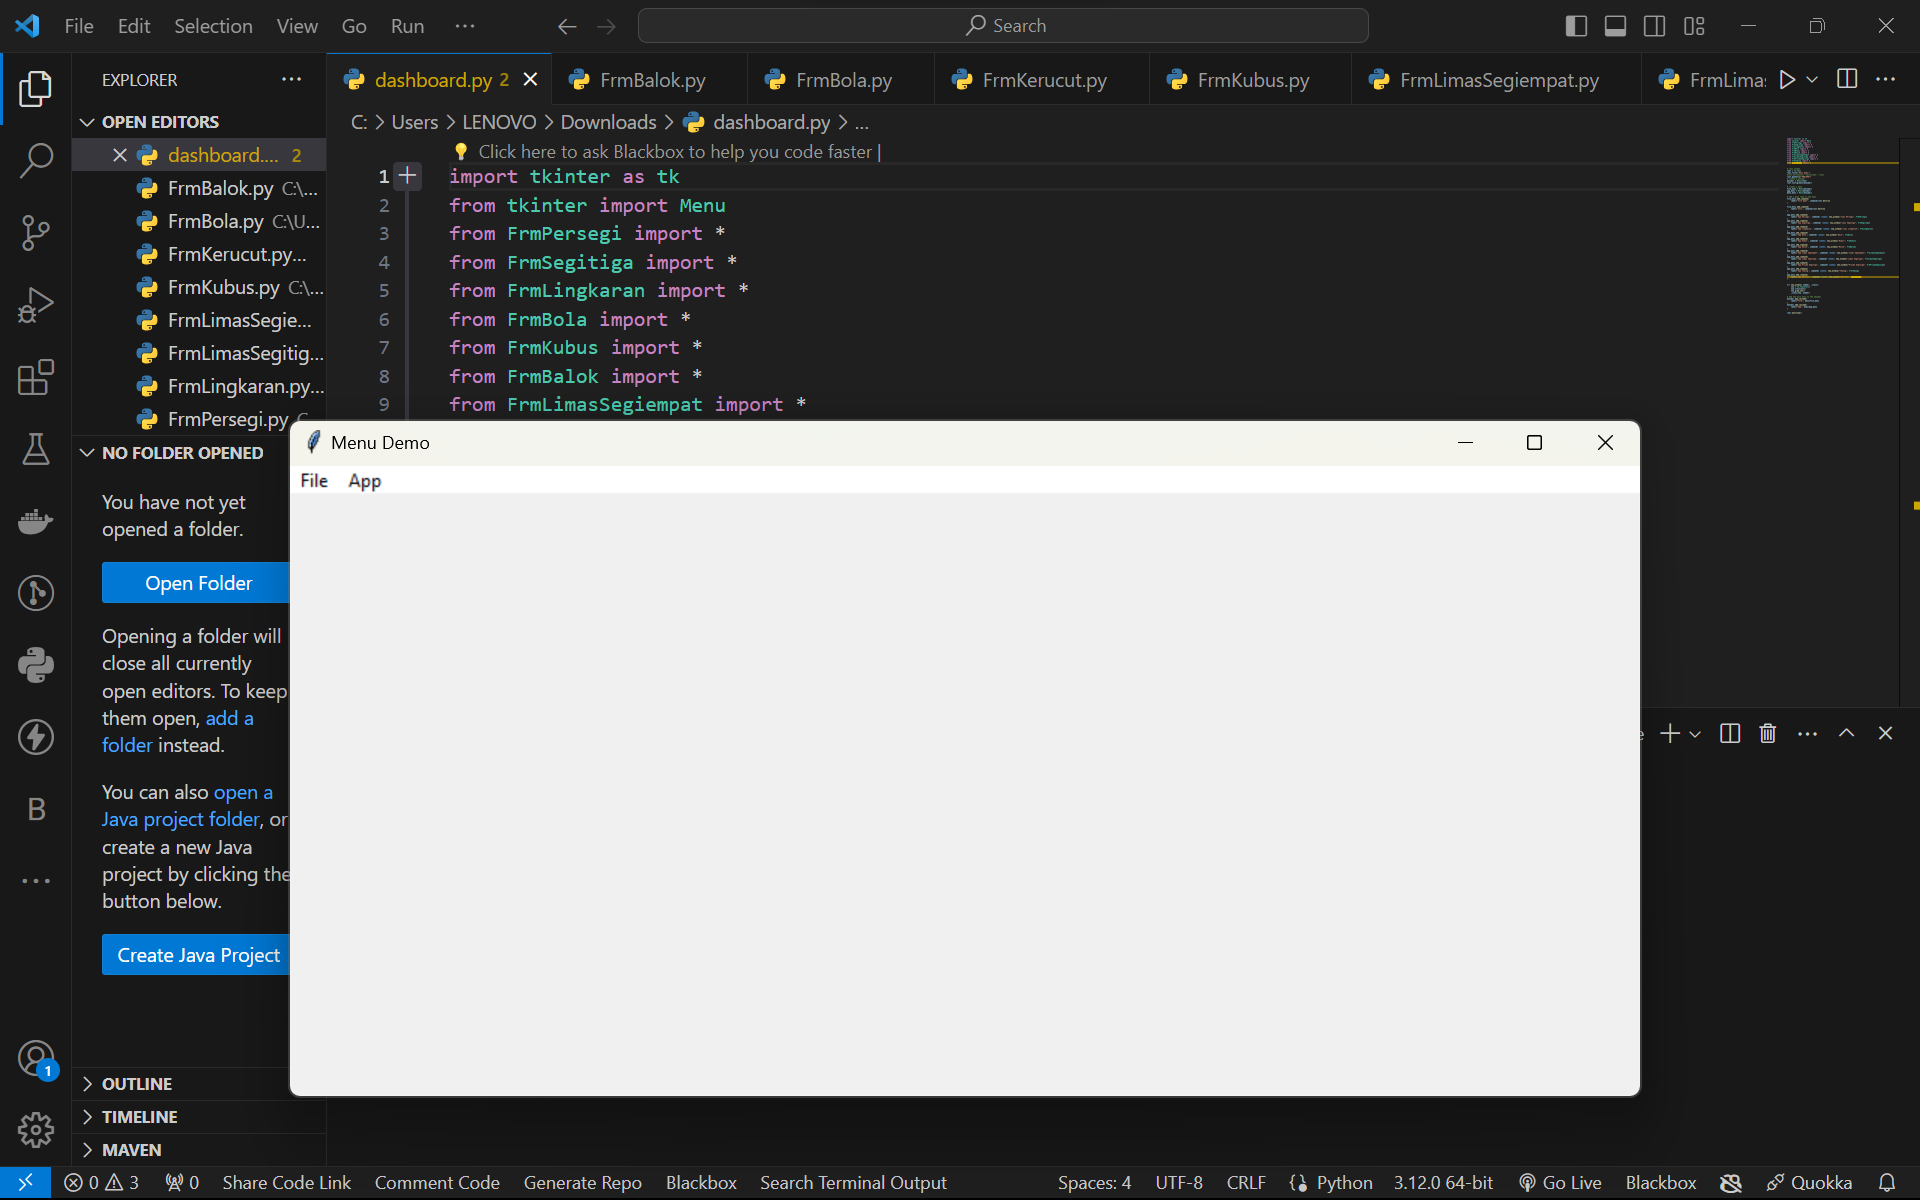 File Edit Selection View Go Run ··· Search
EXPLORER ···
OPEN EDITORS
dashboard.... 2
FrmBalok.py C:\...
FrmBola.py C:\U...
FrmKerucut.py...
FrmKubus.py C:\...
FrmLimasSegie...
FrmLimasSegitig...
FrmLingkaran.py...
FrmPersegi.py
NO FOLDER OPENED
You have not yet
opened a folder.
Open Folder
Opening a folder will
close all currently
open editors. To keep
them open, add a
folder instead.
You can also open a
Java project folder, or
create a new Java
project by clicking the
button below.
Create Java Project
OUTLINE
TIMELINE
MAVEN
B
1
dashboard.py 2 FrmBalok.py FrmBola.py FrmKerucut.py FrmKubus.py FrmLimasSegiempat.py FrmLima
C: > Users > LENOVO > Downloads > dashboard.py > ...
Click here to ask Blackbox to help you code faster |
1 import tkinter as tk
2 from tkinter import Menu
3 from FrmPersegi import *
4 from FrmSegitiga import *
5 from FrmLingkaran import *
6 from FrmBola import *
7 from FrmKubus import *
8 from FrmBalok import *
9 from FrmLimasSegiempat import *
Menu Demo
File App
0 3 0 Share Code Link Comment Code Generate Repo Blackbox Search Terminal Output Spaces: 4 UTF-8 CRLF Python 3.12.0 64-bit Go Live Blackbox Quokka